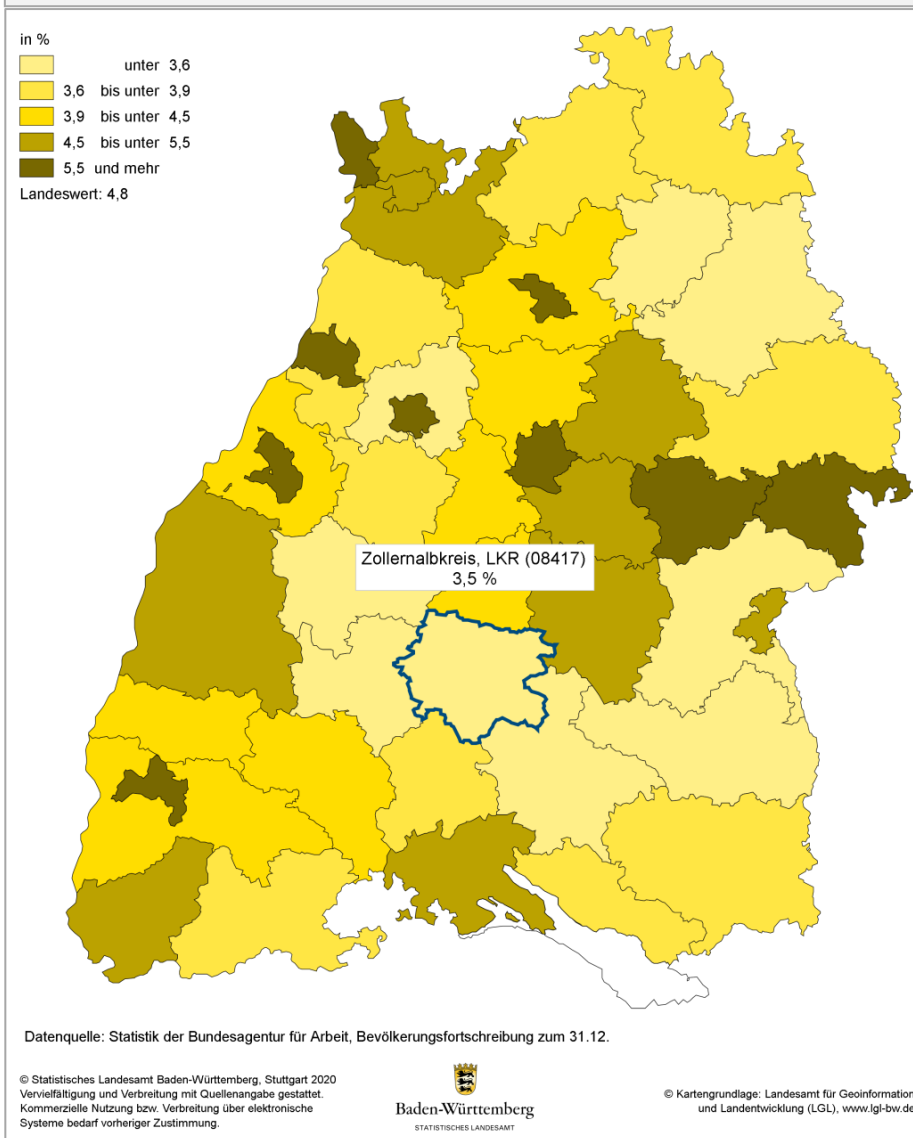 in %
unter 3,6
3,6 bis unter 3,9
3,9 bis unter 4,5
4,5 bis unter 5,5
5,5 und mehr
Landeswert: 4,8
Zollernalbkreis, LKR (08417)
3,5 %
Datenquelle: Statistik der Bundesagentur für Arbeit, Bevölkerungsfortschreibung zum 31.12.
© Statistisches Landesamt Baden-Württemberg, Stuttgart 2020
Vervielfältigung und Verbreitung mit Quellenangabe gestattet.
Kommerzielle Nutzung bzw. Verbreitung über elektronische
Systeme bedarf vorheriger Zustimmung.
Baden-Württemberg
STATISTISCHES LANDESAMT
© Kartengrundlage: Landesamt für Geoinformation
und Landentwicklung (LGL), www.lgl-bw.de